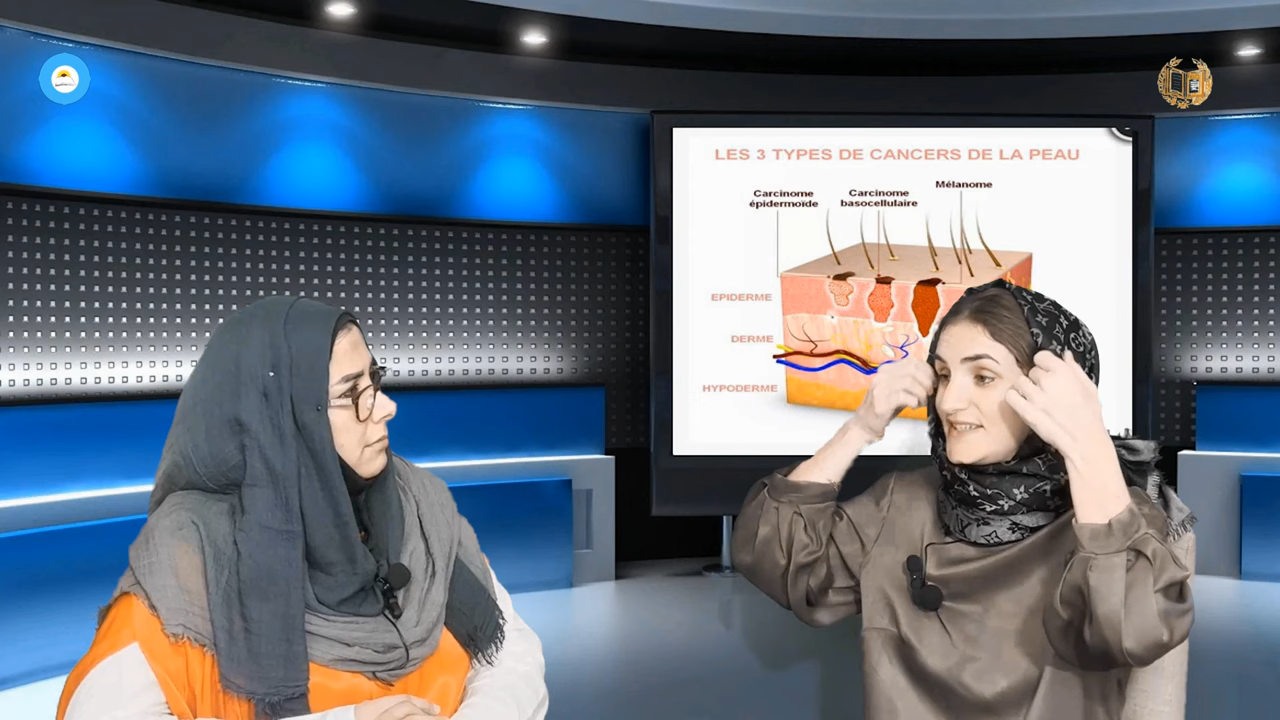 LES 3 TYPES DE CANCERS DE LA PEAU
Carcinome
épidermoïde
Carcinome
basocellulaire
Mélanome
EPIDERME
DERME
HYPODERME